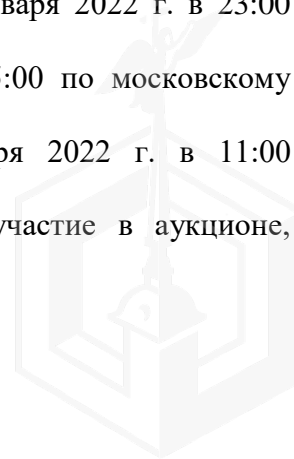 варя 2022 г. в 23:00
:00 по московскому
ря 2022 г. в 11:00
участие в аукционе,